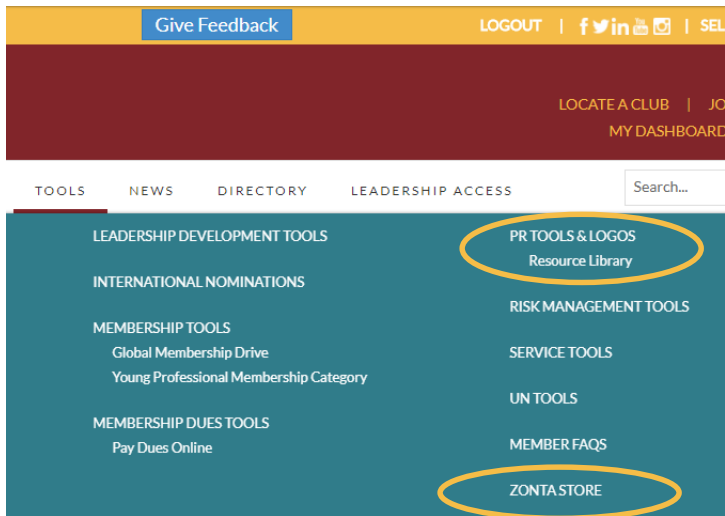 Give Feedback
LOGOUT | | SEL
LOCATE A CLUB | JO
MY DASHBOARD
TOOLS NEWS DIRECTORY LEADERSHIP ACCESS Search...
LEADERSHIP DEVELOPMENT TOOLS
INTERNATIONAL NOMINATIONS
MEMBERSHIP TOOLS
Global Membership Drive
Young Professional Membership Category
MEMBERSHIP DUES TOOLS
Pay Dues Online
PR TOOLS & LOGOS
Resource Library
RISK MANAGEMENT TOOLS
SERVICE TOOLS
UN TOOLS
MEMBER FAQS
ZONTA STORE